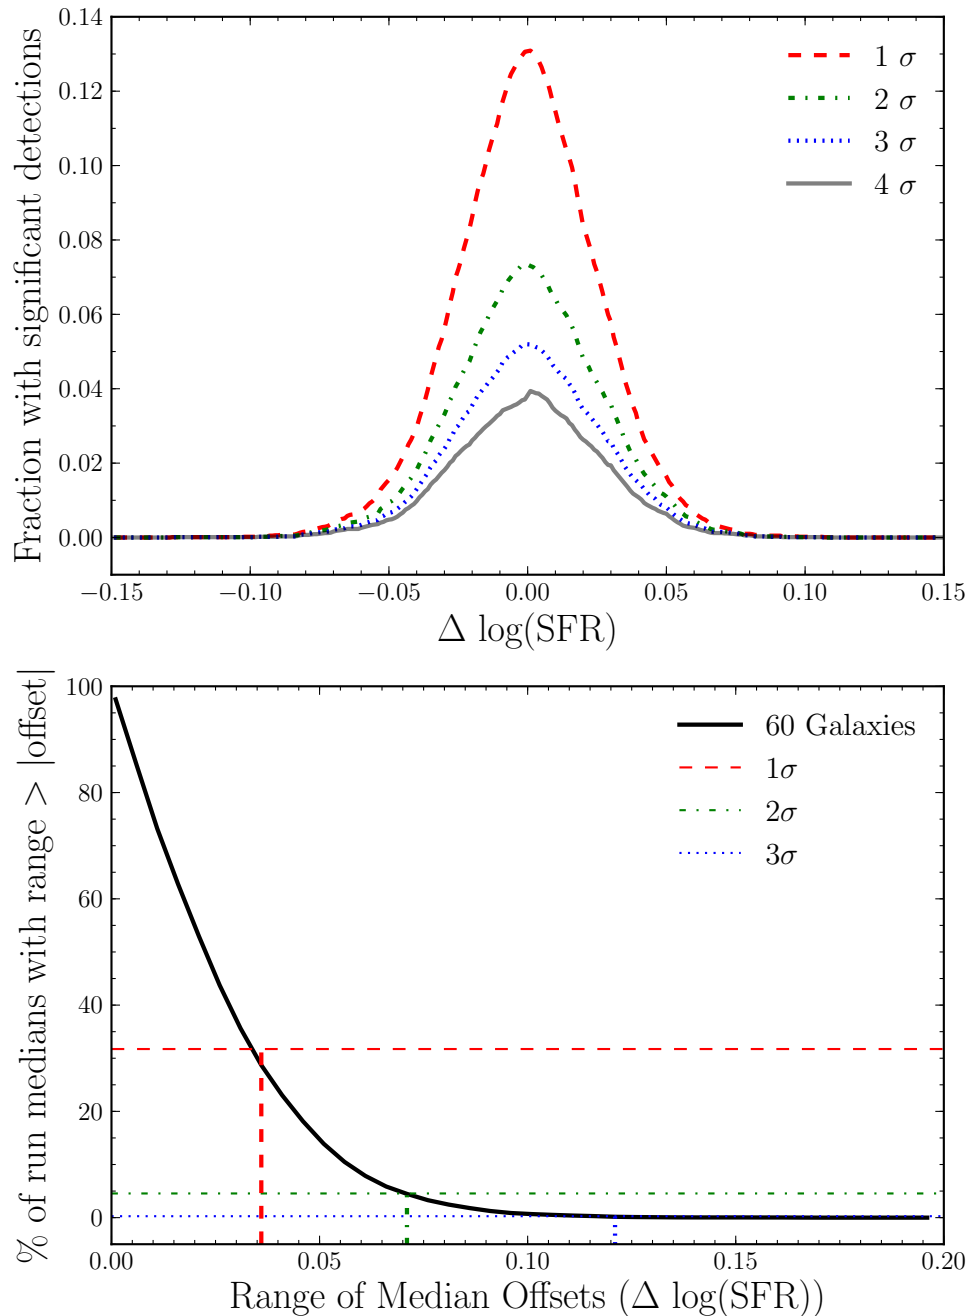 Fraction with significant detections
0.14
0.12
0.10
0.08
0.06
0.04
0.02
0.00
1 σ
2 σ
3 σ
4 σ
−0.15 −0.10 −0.05 0.00 0.05 0.10 0.15
Δ log(SFR)
% of run medians with range > |offset|
100
80
60
40
20
0
60 Galaxies
1σ
2σ
3σ
0.00 0.05 0.10 0.15 0.20
Range of Median Offsets (Δ log(SFR))